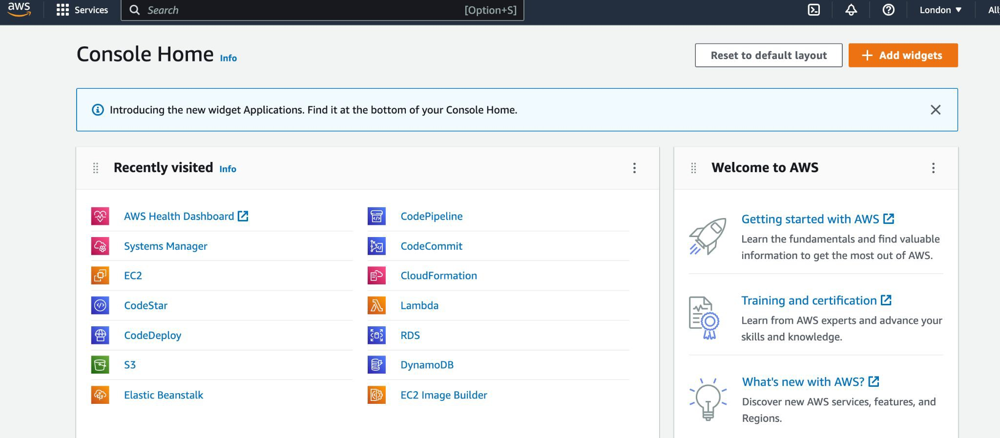 aws
Services
Search
[Option+S]
London
All
Console Home
Info
Reset to default layout
Add widgets
Introducing the new widget Applications. Find it at the bottom of your Console Home.
Recently visited
Info
AWS Health Dashboard
Systems Manager
EC2
CodeStar
CodeDeploy
S3
Elastic Beanstalk
CodePipeline
CodeCommit
CloudFormation
Lambda
RDS
DynamoDB
EC2 Image Builder
Welcome to AWS
Getting started with AWS
Learn the fundamentals and find valuable
information to get the most out of AWS.
Training and certification
Learn from AWS experts and advance your
skills and knowledge.
What's new with AWS?
Discover new AWS services, features, and
Regions.